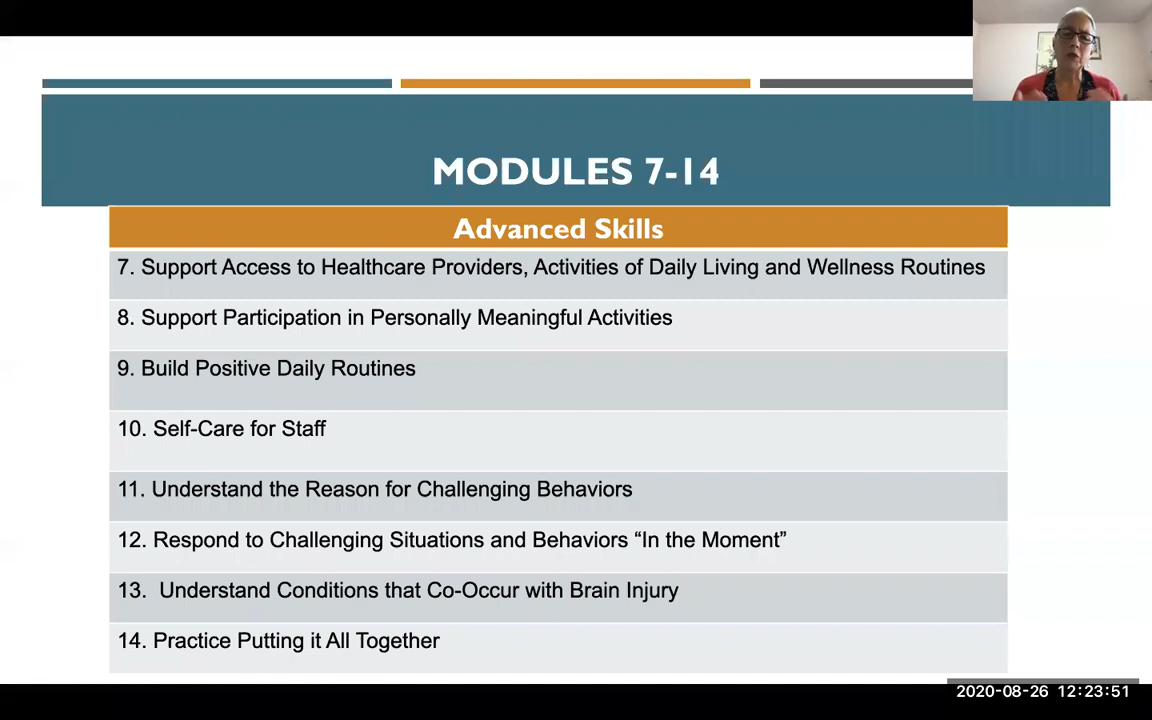 MODULES 7-14
Advanced Skills
7. Support Access to Healthcare Providers, Activities of Daily Living and Wellness Routines
8. Support Participation in Personally Meaningful Activities
9. Build Positive Daily Routines
10. Self-Care for Staff
11. Understand the Reason for Challenging Behaviors
12. Respond to Challenging Situations and Behaviors “In the Moment”
13.  Understand Conditions that Co-Occur with Brain Injury
14. Practice Putting it All Together
2020-08-26 12:23:51